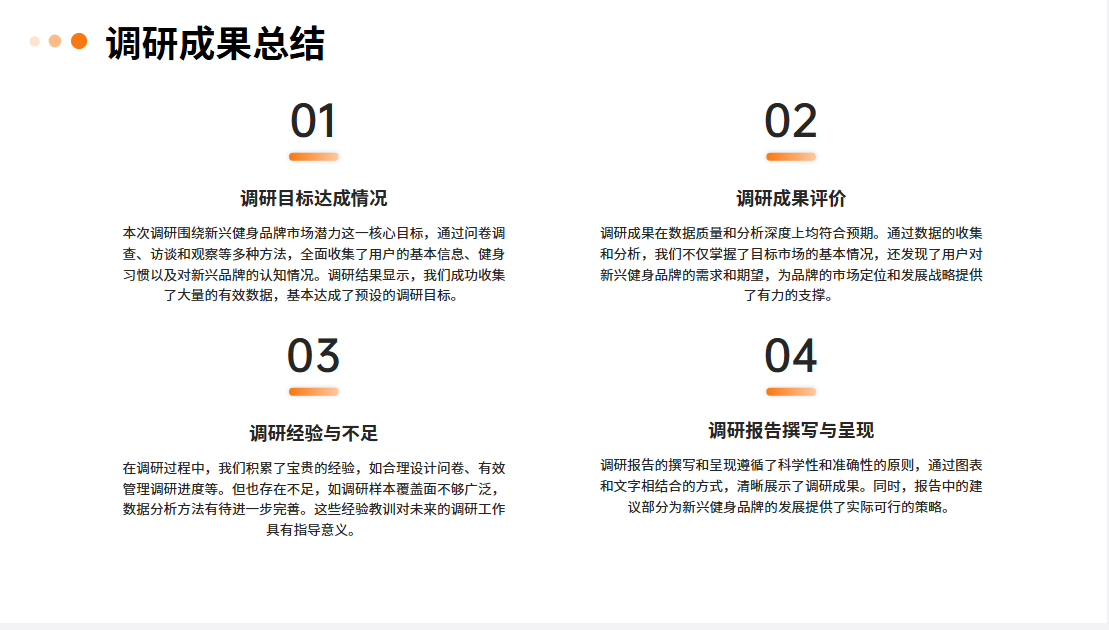 调研成果总结
01
调研目标达成情况
本次调研围绕新兴健身品牌市场潜力这一核心目标，通过问卷调
查、访谈和观察等多种方法，全面收集了用户的基本信息、健身
习惯以及对新兴品牌的认知情况。调研结果显示，我们成功收集
了大量的有效数据，基本达成了预设的调研目标。
02
调研成果评价
调研成果在数据质量和分析深度上均符合预期。通过数据的收集
和分析，我们不仅掌握了目标市场的基本情况，还发现了用户对
新兴健身品牌的需求和期望，为品牌的市场定位和发展战略提供
了有力的支撑。
03
调研经验与不足
在调研过程中，我们积累了宝贵的经验，如合理设计问卷、有效
管理调研进度等。但也存在不足，如调研样本覆盖面不够广泛，
数据分析方法有待进一步完善。这些经验教训对未来的调研工作
具有指导意义。
04
调研报告撰写与呈现
调研报告的撰写和呈现遵循了科学性和准确性的原则，通过图表
和文字相结合的方式，清晰展示了调研成果。同时，报告中的建
议部分为新兴健身品牌的发展提供了实际可行的策略。